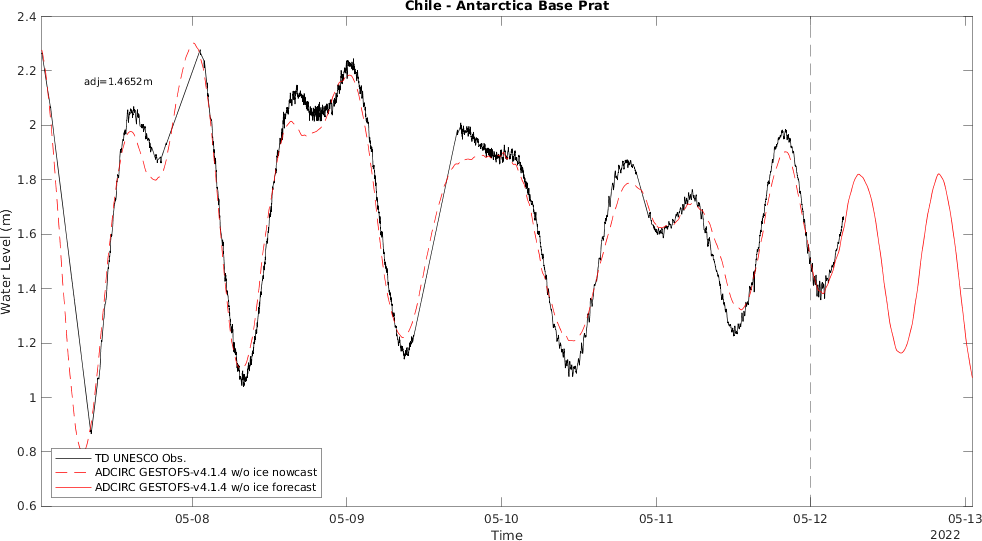 Chile - Antarctica Base Prat
2.4
2.2
2
1.8
1.6
1.4
1.2
1
0.8
0.6
Water Level (m)
adj=1.4652m
TD UNESCO Obs.
ADCIRC GESTOFS-v4.1.4 w/o ice nowcast
ADCIRC GESTOFS-v4.1.4 w/o ice forecast
05-08
05-09
05-10
05-11
05-12
05-13
Time
2022